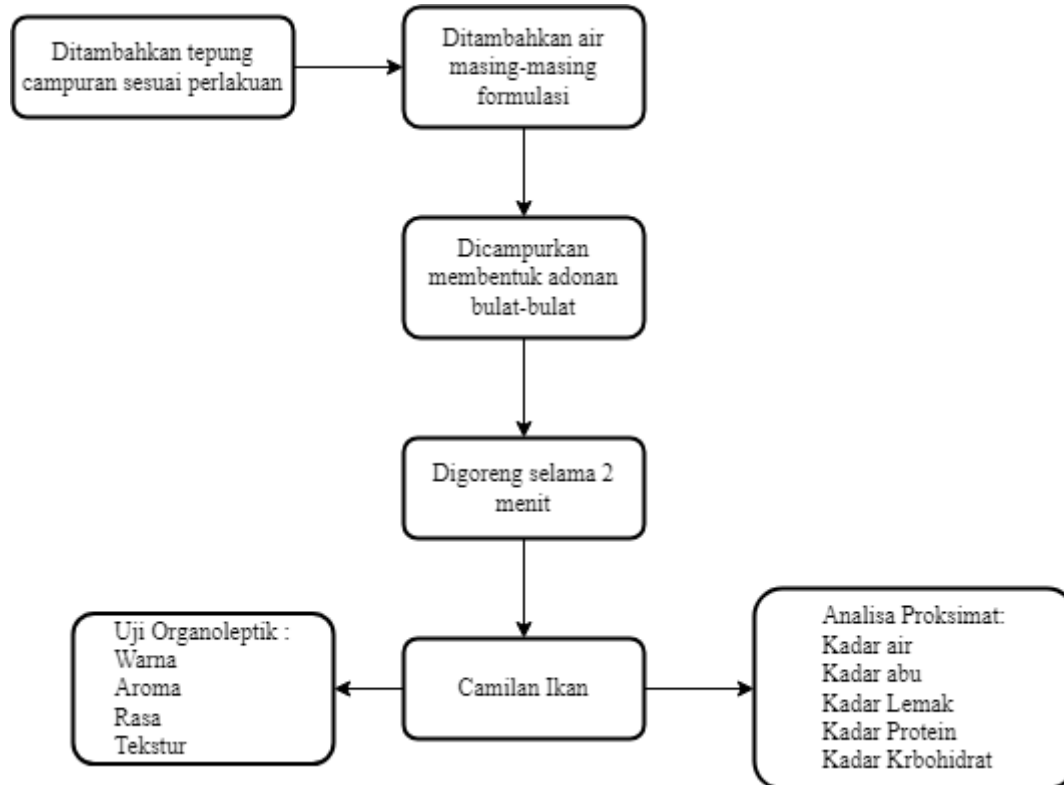 Ditambahkan tepung
campuran sesuai perlakuan
Ditambahkan air
masing-masing
formulasi
Dicampurkan
membentuk adonan
bulat-bulat
Digoreng selama 2
menit
Camilan Ikan
Uji Organoleptik :
Warna
Aroma
Rasa
Tekstur
Analisa Proksimat:
Kadar air
Kadar abu
Kadar Lemak
Kadar Protein
Kadar Krbohidrat